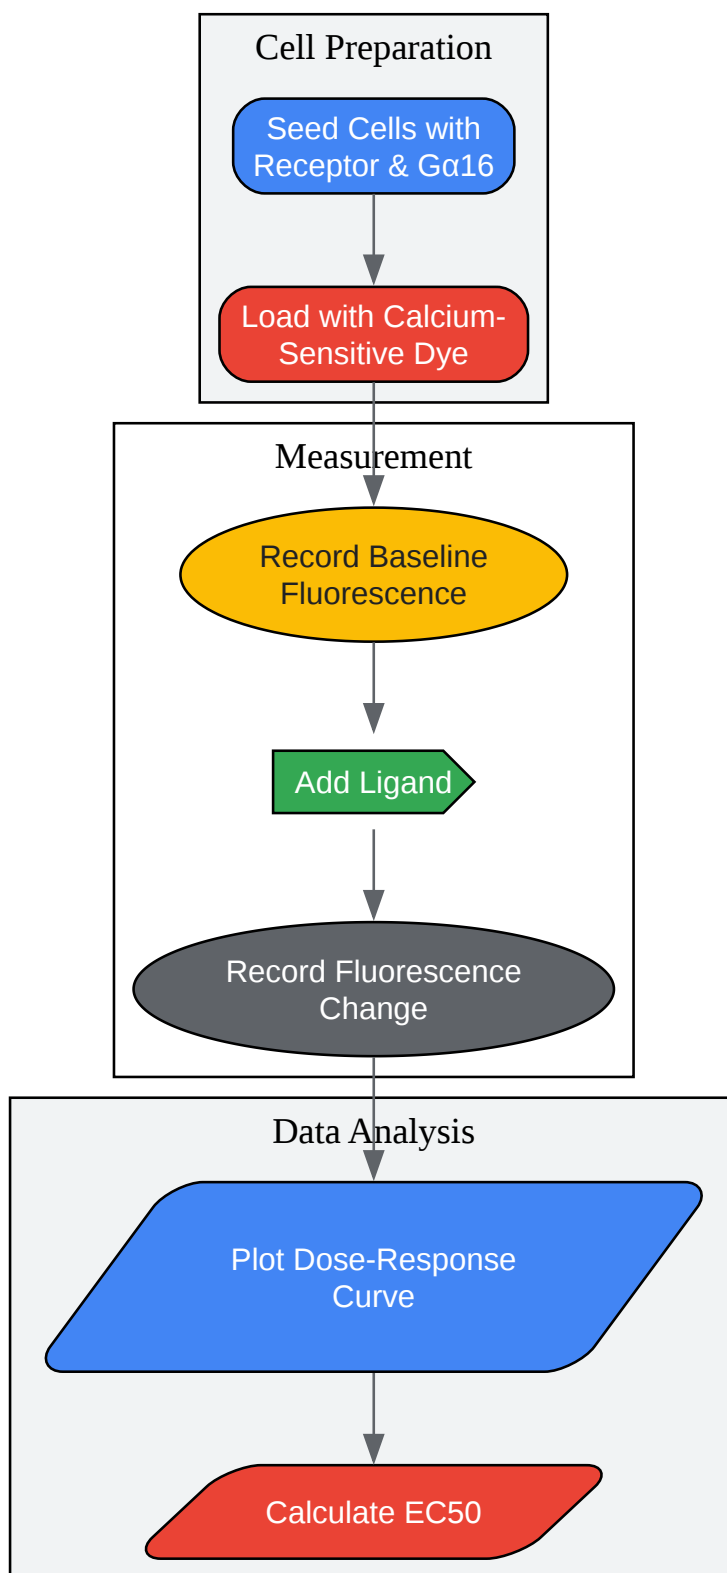 Cell Preparation
Seed Cells with
Receptor & Gα16
Load with Calcium-
Sensitive Dye
Measurement
Record Baseline
Fluorescence
Add Ligand
Record Fluorescence
Change
Data Analysis
Plot Dose-Response
Curve
Calculate EC50